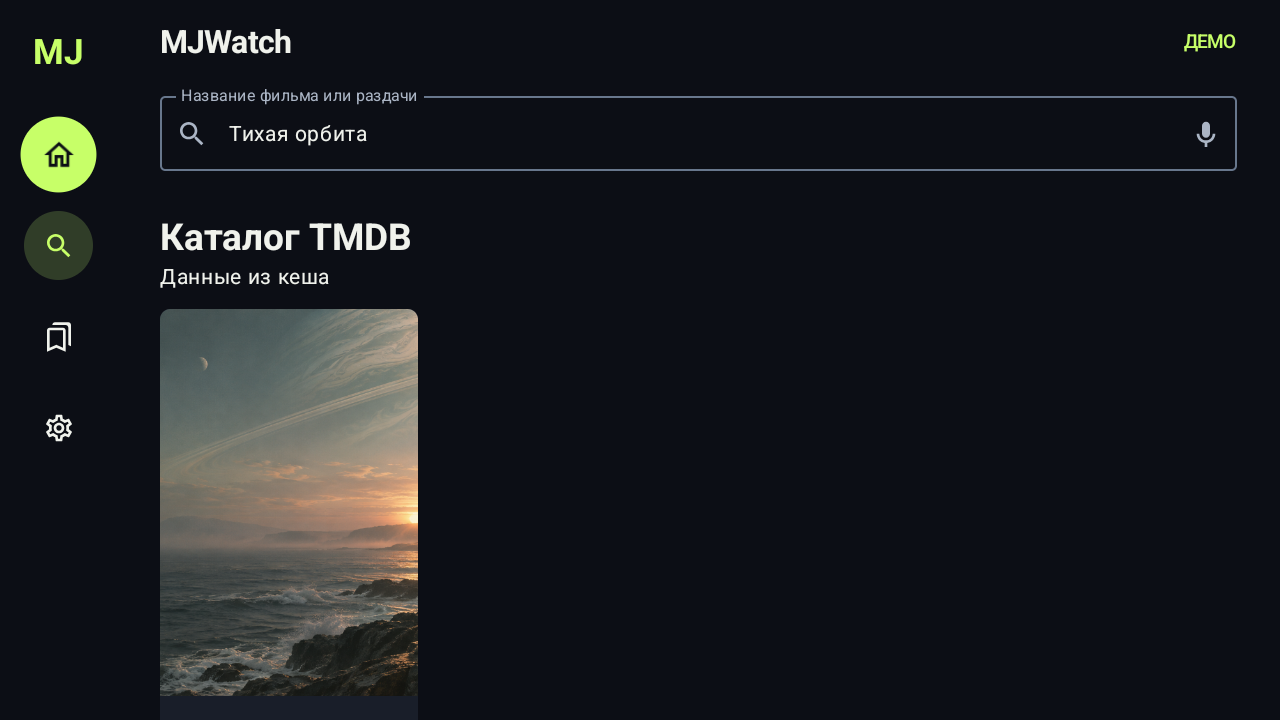 MJ
MJWatch
ДЕМО
Название фильма или раздачи
Тихая орбита
Каталог TMDB
Данные из кеша